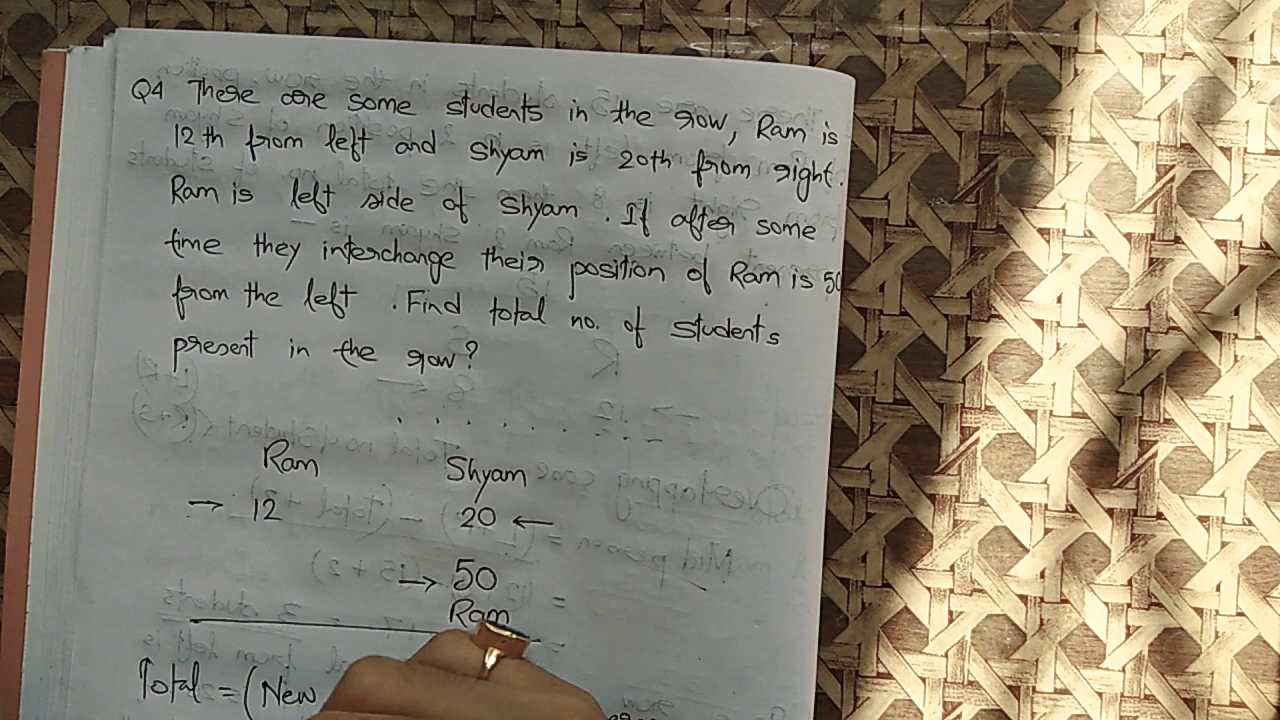 Q4 There are some students in the row, Ram is
12 th from left and Shyam is 20th from right.
Ram is left side of Shyam. If after some
time they interchange their position of Ram is 50
from the left. Find total no. of students
present in the row?
Ram Shyam
→ 12 20 ←
→ 50
Ram
Total = (New